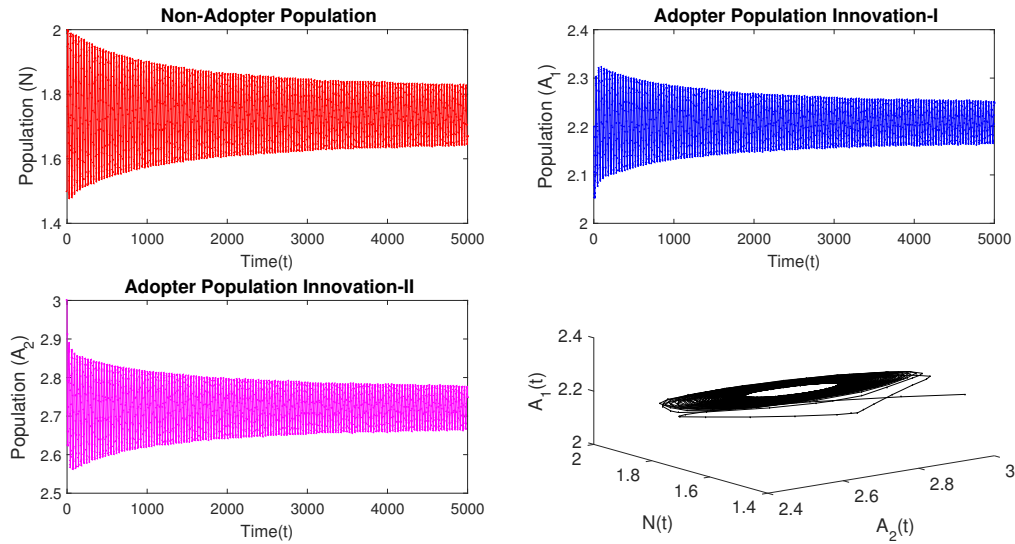 Non-Adopter Population
Population (N)
2
1.8
1.6
1.4
0 1000 2000 3000 4000 5000
Time(t)
Adopter Population Innovation-I
Population (A1)
2.4
2.3
2.2
2.1
2
0 1000 2000 3000 4000 5000
Time(t)
Adopter Population Innovation-II
Population (A2)
3
2.9
2.8
2.7
2.6
2.5
0 1000 2000 3000 4000 5000
Time(t)
A1(t)
2.4
2.2
2
2 1.8 1.6 1.4
N(t)
2.4 2.6 2.8 3
A2(t)